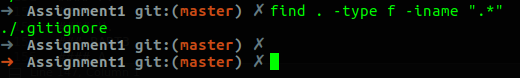 ➜ Assignment1 git:(master) ✗ find . -type f -iname ".*"
./.gitignore
➜ Assignment1 git:(master) ✗
➜ Assignment1 git:(master) ✗